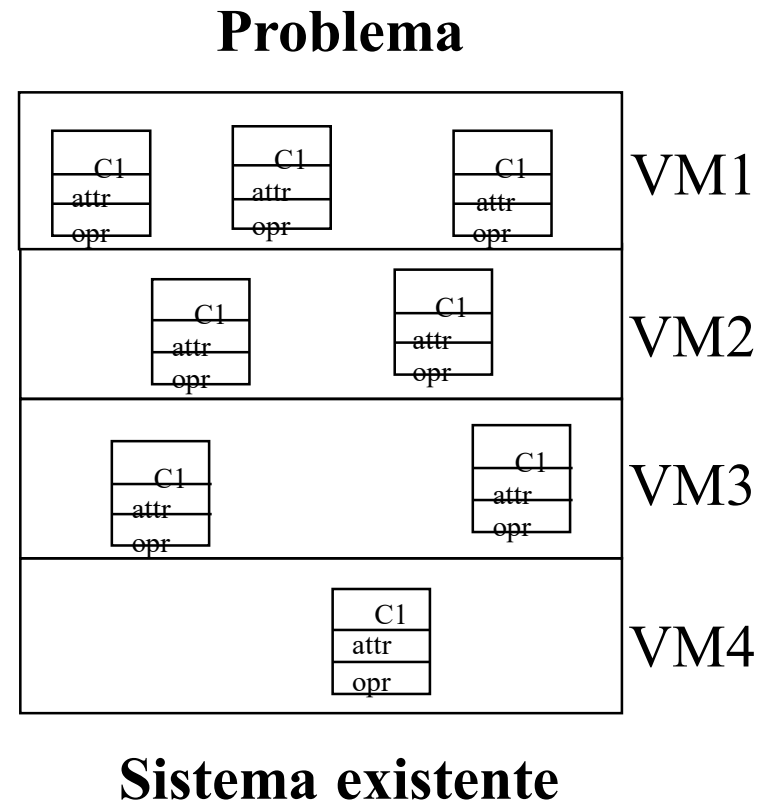 Problema
C1
attr
opr
C1
attr
opr
C1
attr
opr
VM1
C1
attr
opr
C1
attr
opr
VM2
C1
attr
opr
C1
attr
opr
VM3
C1
attr
opr
VM4
Sistema existente